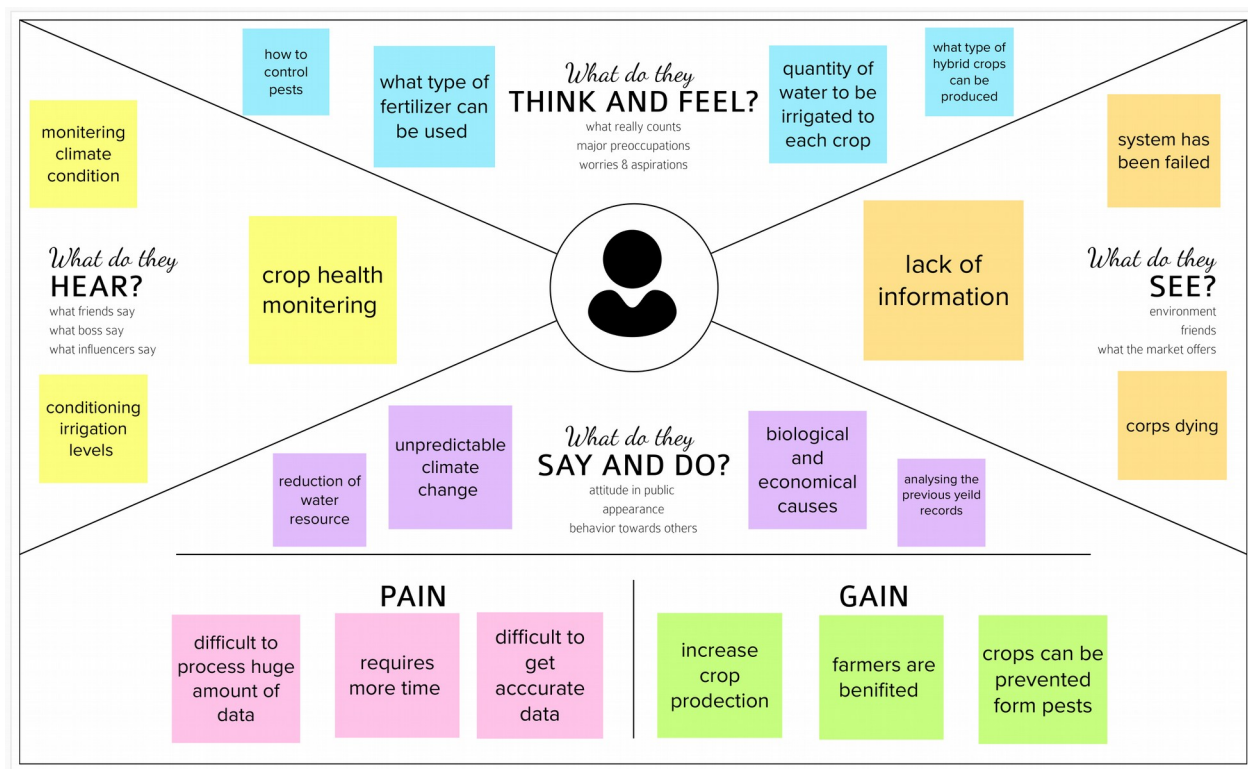 how to
control
pests
what type of
fertilizer can
be used
What do they
THINK AND FEEL?
what really counts
major preoccupations
worries & aspirations
quantity of
water to be
irrigated to
each crop
what type of
hybrid crops
can be
produced
monitering
climate
condition
crop health
monitering
What do they
HEAR?
what friends say
what boss say
what influencers say
conditioning
irrigation
levels
system has
been failed
lack of
information
What do they
SEE?
environment
friends
what the market offers
corps dying
reduction of
water
resource
unpredictable
climate
change
What do they
SAY AND DO?
attitude in public
appearance
behavior towards others
biological
and
economical
causes
analysing the
previous yeild
records
PAIN
difficult to
process huge
amount of
data
requires
more time
difficult to
get
acccurate
data
GAIN
increase
crop
prodection
farmers are
benifited
crops can be
prevented
form pests